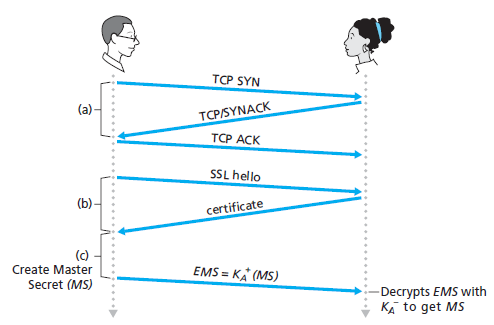 TCP SYN
(a)
TCP/SYNACK
TCP ACK
SSL hello
(b)
certificate
(c)
Create Master
Secret (MS)
EMS = K_A^+ (MS)
Decrypts EMS with
K_A^- to get MS